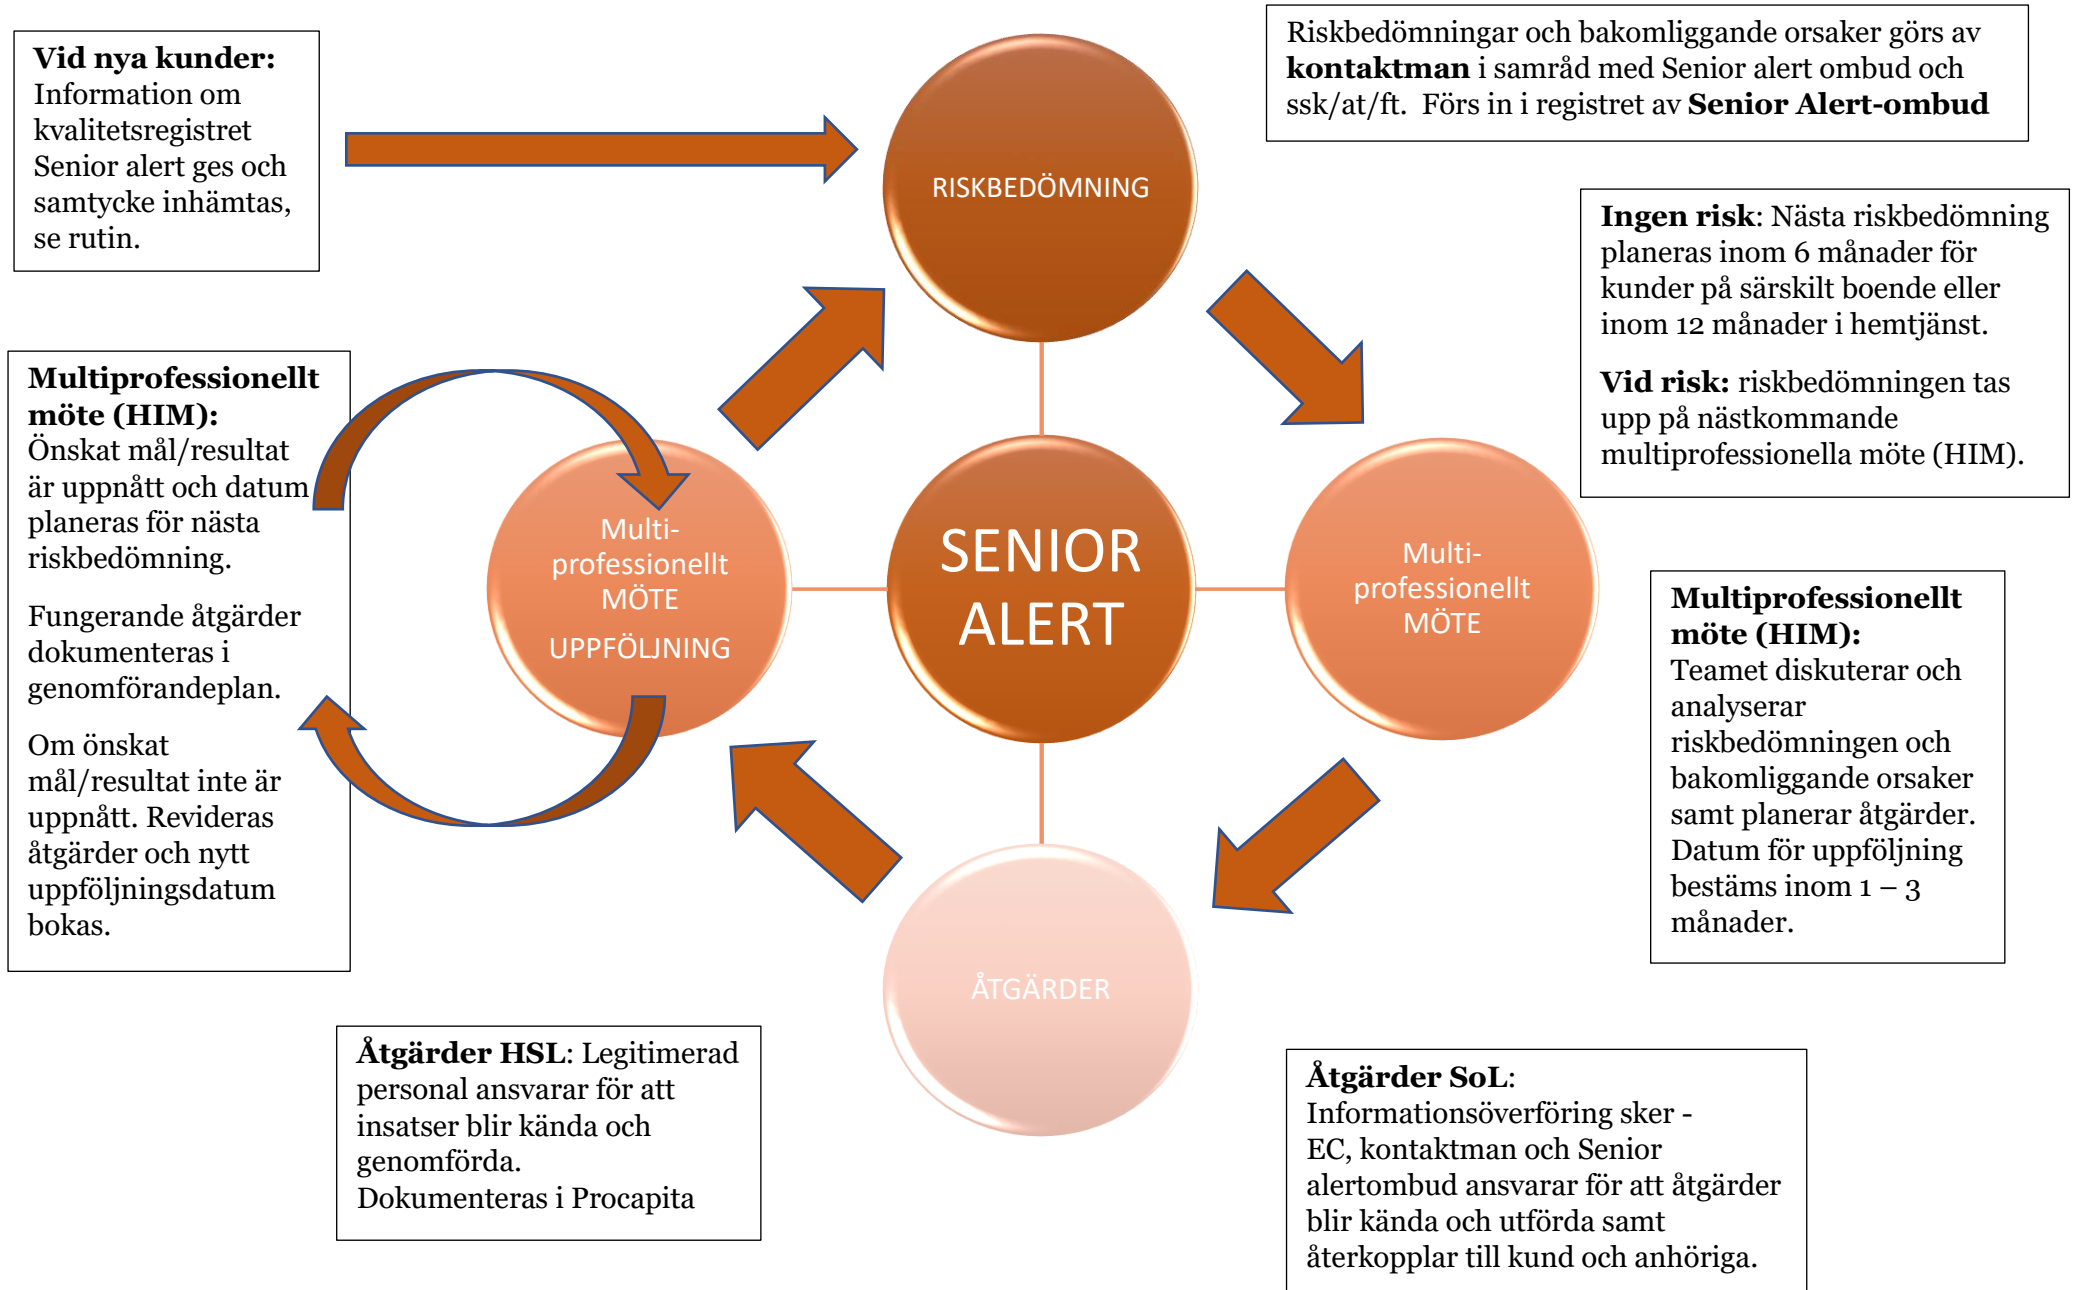 Vid nya kunder:
Information om
kvalitetsregistret
Senior alert ges och
samtycke inhämtas,
se rutin.
RISKBEDÖMNING
Riskbedömningar och bakomliggande orsaker görs av
kontaktman i samråd med Senior alert ombud och
ssk/at/ft.  Förs in i registret av Senior Alert-ombud
Ingen risk: Nästa riskbedömning
planeras inom 6 månader för
kunder på särskilt boende eller
inom 12 månader i hemtjänst.
Vid risk: riskbedömningen tas
upp på nästkommande
multiprofessionella möte (HIM).
Multiprofessionellt
möte (HIM):
Önskat mål/resultat
är uppnått och datum
planeras för nästa
riskbedömning.
Fungerande åtgärder
dokumenteras i
genomförandeplan.
Om önskat
mål/resultat inte är
uppnått. Revideras
åtgärder och nytt
uppföljningsdatum
bokas.
Multi-
professionellt
MÖTE
UPPFÖLJNING
SENIOR
ALERT
Multi-
professionellt
MÖTE
Multiprofessionellt
möte (HIM):
Teamet diskuterar och
analyserar
riskbedömningen och
bakomliggande orsaker
samt planerar åtgärder.
Datum för uppföljning
bestäms inom 1 – 3
månader.
ÅTGÄRDER
Åtgärder HSL: Legitimerad
personal ansvarar för att
insatser blir kända och
genomförda.
Dokumenteras i Procapita
Åtgärder SoL:
Informationsöverföring sker -
EC, kontaktman och Senior
alertombud ansvarar för att åtgärder
blir kända och utförda samt
återkopplar till kund och anhöriga.